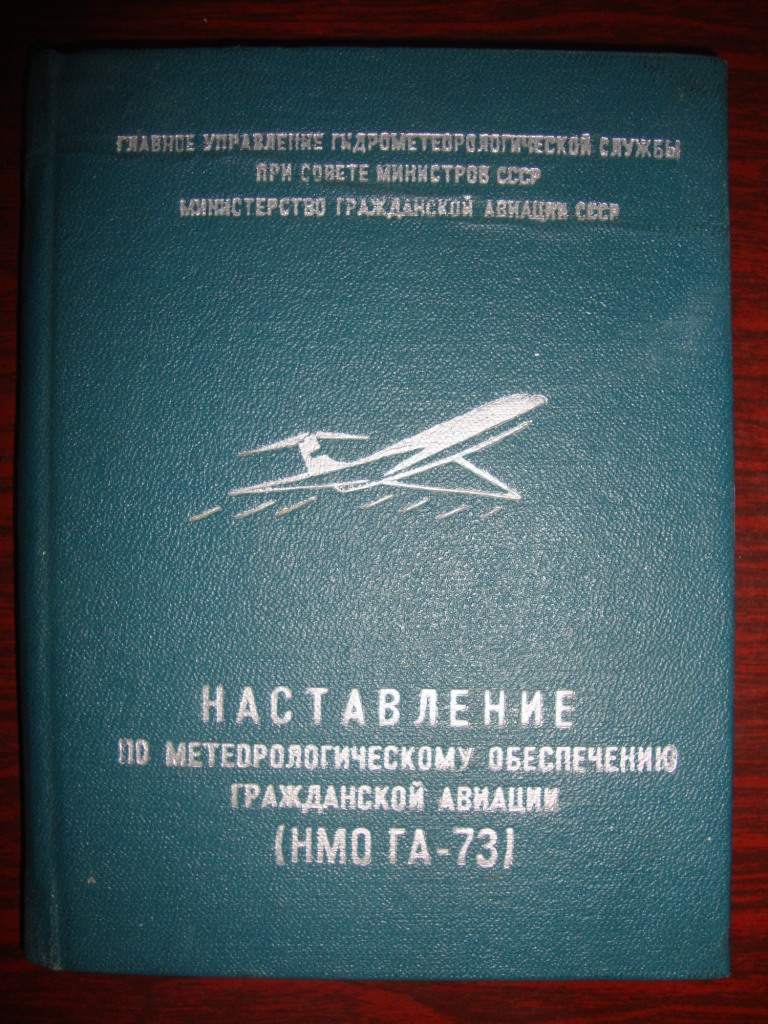 ГЛАВНОЕ УПРАВЛЕНИЕ ГИДРОМЕТЕОРОЛОГИЧЕСКОЙ СЛУЖБЫ
ПРИ СОВЕТЕ МИНИСТРОВ СССР
МИНИСТЕРСТВО ГРАЖДАНСКОЙ АВИАЦИИ СССР
НАСТАВЛЕНИЕ
ПО МЕТЕОРОЛОГИЧЕСКОМУ ОБЕСПЕЧЕНИЮ
ГРАЖДАНСКОЙ АВИАЦИИ
(НМО ГА-73)